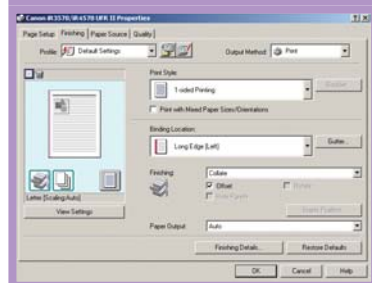 Canon iR3570/iR4570 UFR II Properties
Page Setup Finishing Paper Source Quality
Profile: Default Settings Output Method: Print
Print Style:
1-sided Printing
Booklet...
Print with Mixed Paper Sizes/Orientations
Binding Location:
Long Edge [Left] Gutter...
Finishing: Collate
Offset
Letter [Scaling:Auto]
View Settings
Paper Output: Auto
Finishing Details... Restore Defaults
OK Cancel Help